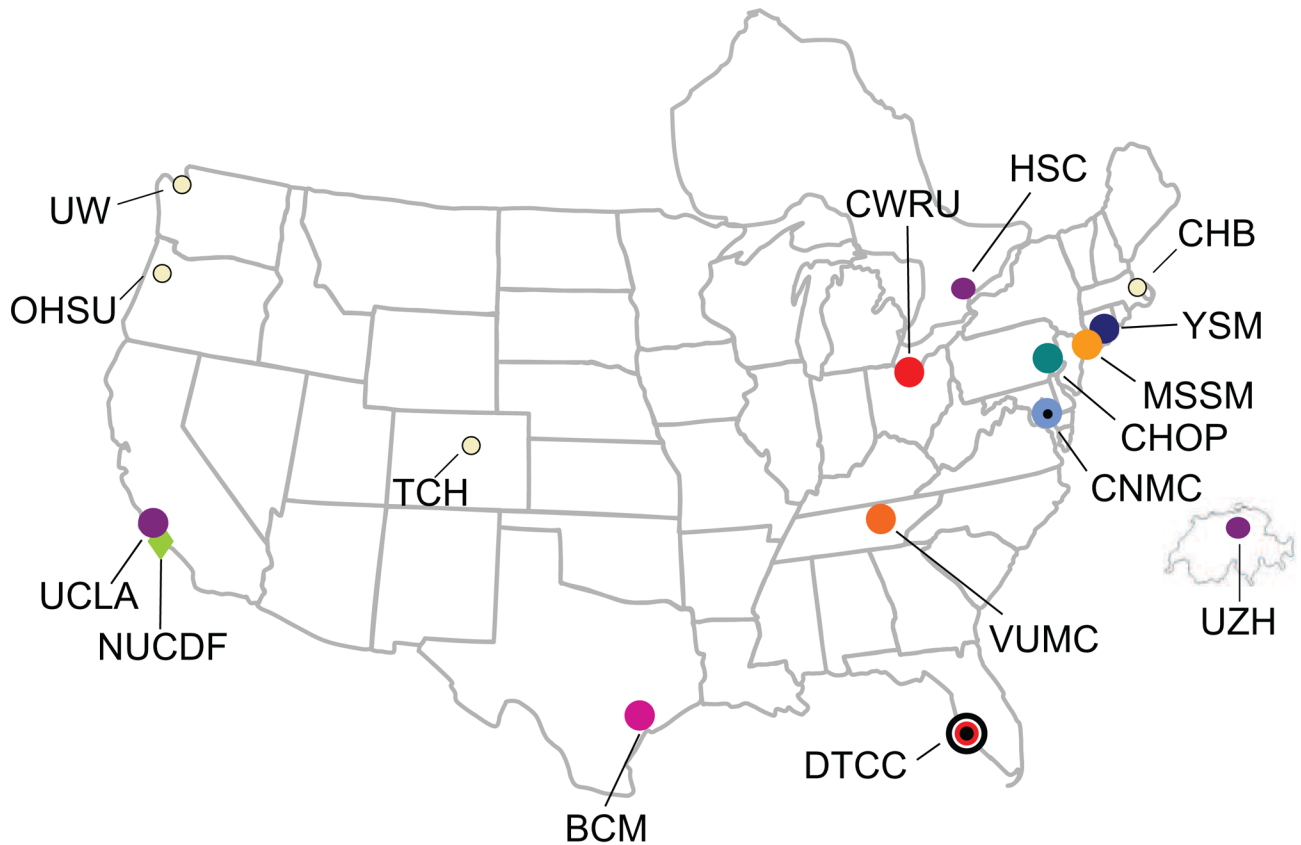 HSC
CWRU
UW
CHB
OHSU
YSM
MSSM
CHOP
TCH
CNMC
UCLA
UZH
NUCDF
VUMC
DTCC
BCM